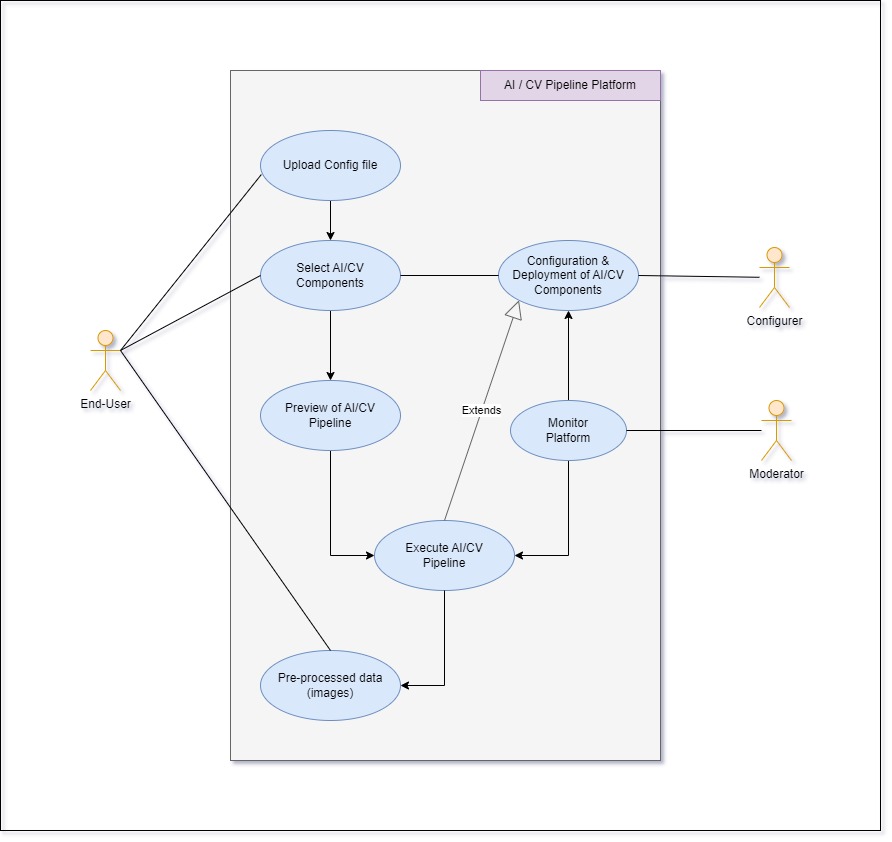 AI / CV Pipeline Platform
Upload Config file
Select AI/CV
Components
Configuration &
Deployment of AI/CV
Components
Configurer
End-User
Preview of AI/CV
Pipeline
Extends
Monitor
Platform
Moderator
Execute AI/CV
Pipeline
Pre-processed data
(images)